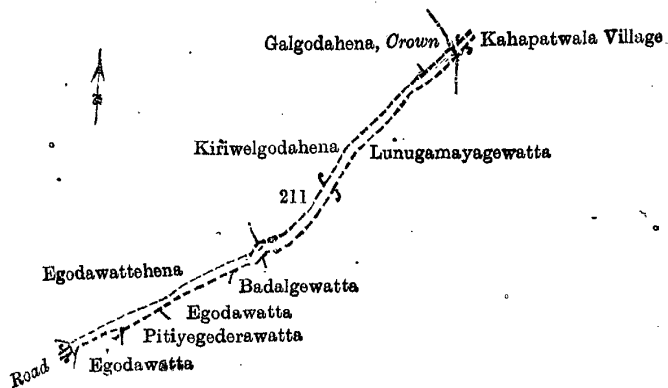 Galgodahena, Crown
Kahapatwala Village
Kiriwelgodahena
Lunugamayagewatta
211
Egodawattehena
Badalgewatta
Egodawatta
Pitiyegederawatta
Egodawatta
Road